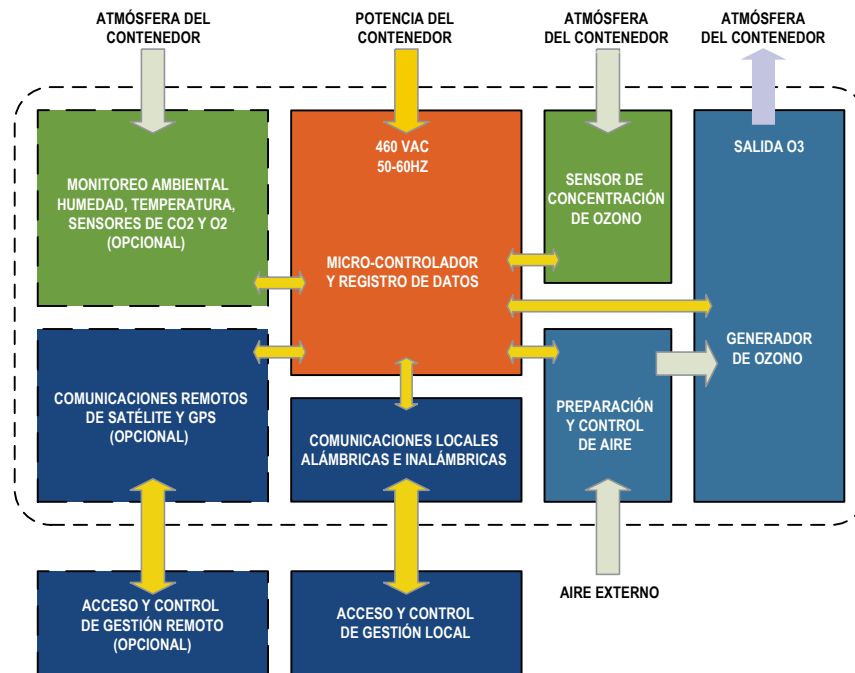 ATMÓSFERA DEL
CONTENEDOR
POTENCIA DEL
CONTENEDOR
ATMÓSFERA
DEL CONTENEDOR
ATMÓSFERA
DEL CONTENEDOR
MONITOREO AMBIENTAL
HUMEDAD, TEMPERATURA,
SENSORES DE CO2 Y O2
(OPCIONAL)
460 VAC
50-60HZ
MICRO-CONTROLADOR
Y REGISTRO DE DATOS
SENSOR DE
CONCENTRACIÓN
DE OZONO
SALIDA O3
GENERADOR
DE OZONO
COMUNICACIONES REMOTOS
DE SATÉLITE Y GPS
(OPCIONAL)
COMUNICACIONES LOCALES
ALÁMBRICAS E INALÁMBRICAS
PREPARACIÓN
Y CONTROL
DE AIRE
ACCESO Y CONTROL
DE GESTIÓN REMOTO
(OPCIONAL)
ACCESO Y CONTROL
DE GESTIÓN LOCAL
AIRE EXTERNO